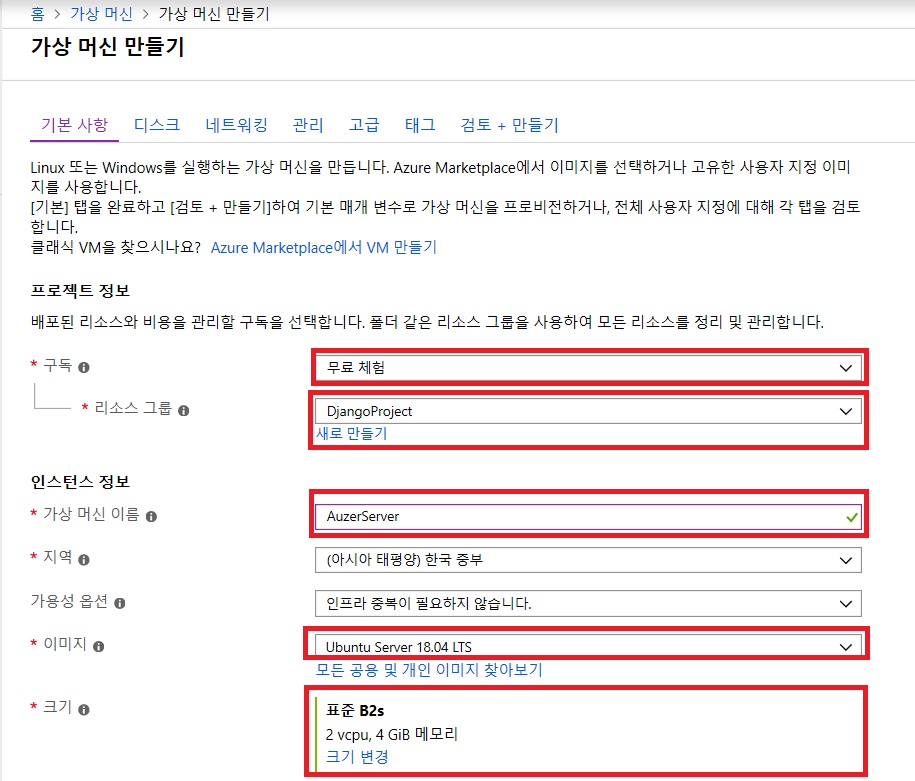 홈 > 가상 머신 > 가상 머신 만들기
가상 머신 만들기
기본 사항 디스크 네트워킹 관리 고급 태그 검토 + 만들기
Linux 또는 Windows를 실행하는 가상 머신을 만듭니다. Azure Marketplace에서 이미지를 선택하거나 고유한 사용자 지정 이미
지를 사용합니다.
[기본] 탭을 완료하고 [검토 + 만들기]하여 기본 매개 변수로 가상 머신을 프로비전하거나, 전체 사용자 지정에 대해 각 탭을 검토
합니다.
클래식 VM을 찾으시나요? Azure Marketplace에서 VM 만들기
프로젝트 정보
배포된 리소스와 비용을 관리할 구독을 선택합니다. 폴더 같은 리소스 그룹을 사용하여 모든 리소스를 정리 및 관리합니다.
* 구독 무료 체험
* 리소스 그룹 DjangoProject
새로 만들기
인스턴스 정보
* 가상 머신 이름 AuzerServer
* 지역 (아시아 태평양) 한국 중부
가용성 옵션 인프라 중복이 필요하지 않습니다.
* 이미지 Ubuntu Server 18.04 LTS
모든 공용 및 개인 이미지 찾아보기
* 크기 표준 B2s
2 vcpu, 4 GiB 메모리
크기 변경